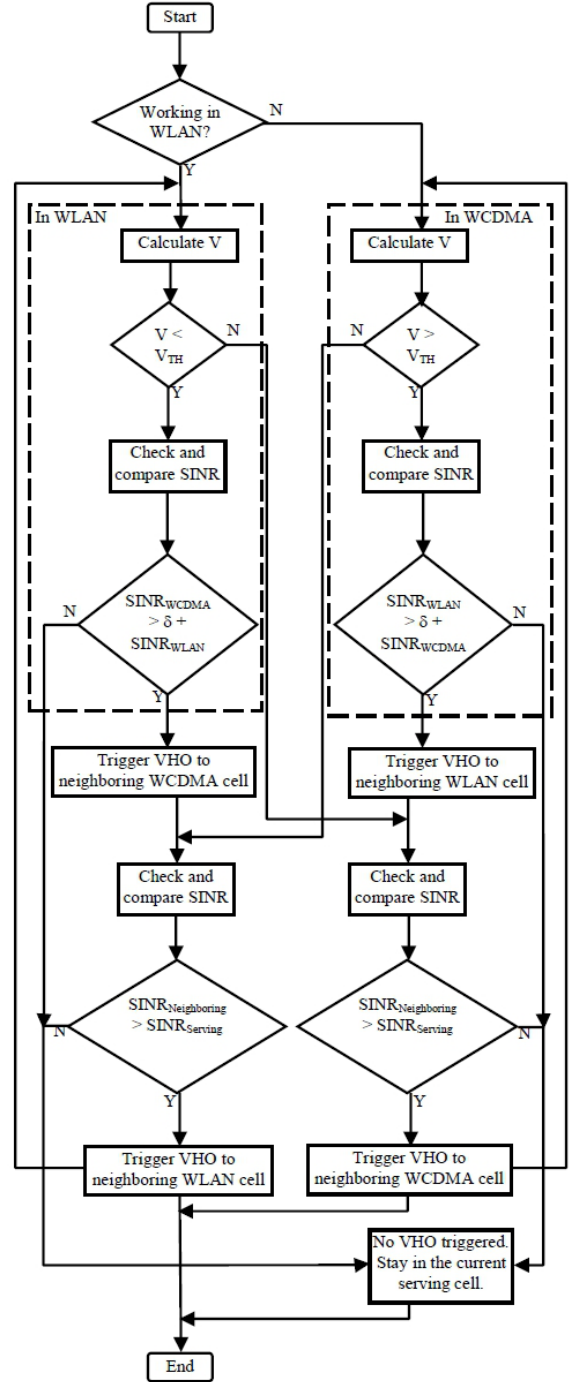 Start
Working in
WLAN?
N
Y
In WLAN
Calculate V
V <
V_TH
N
Y
Check and
compare SINR
SINR_WCDMA
> δ +
SINR_WLAN
N
Y
In WCDMA
Calculate V
V >
V_TH
N
Y
Check and
compare SINR
SINR_WLAN
> δ +
SINR_WCDMA
N
Y
Trigger VHO to
neighboring WCDMA cell
Trigger VHO to
neighboring WLAN cell
Check and
compare SINR
Check and
compare SINR
SINR_Neighboring
> SINR_Serving
N
Y
SINR_Neighboring
> SINR_Serving
N
Y
Trigger VHO to
neighboring WLAN cell
Trigger VHO to
neighboring WCDMA cell
No VHO triggered.
Stay in the current
serving cell.
End